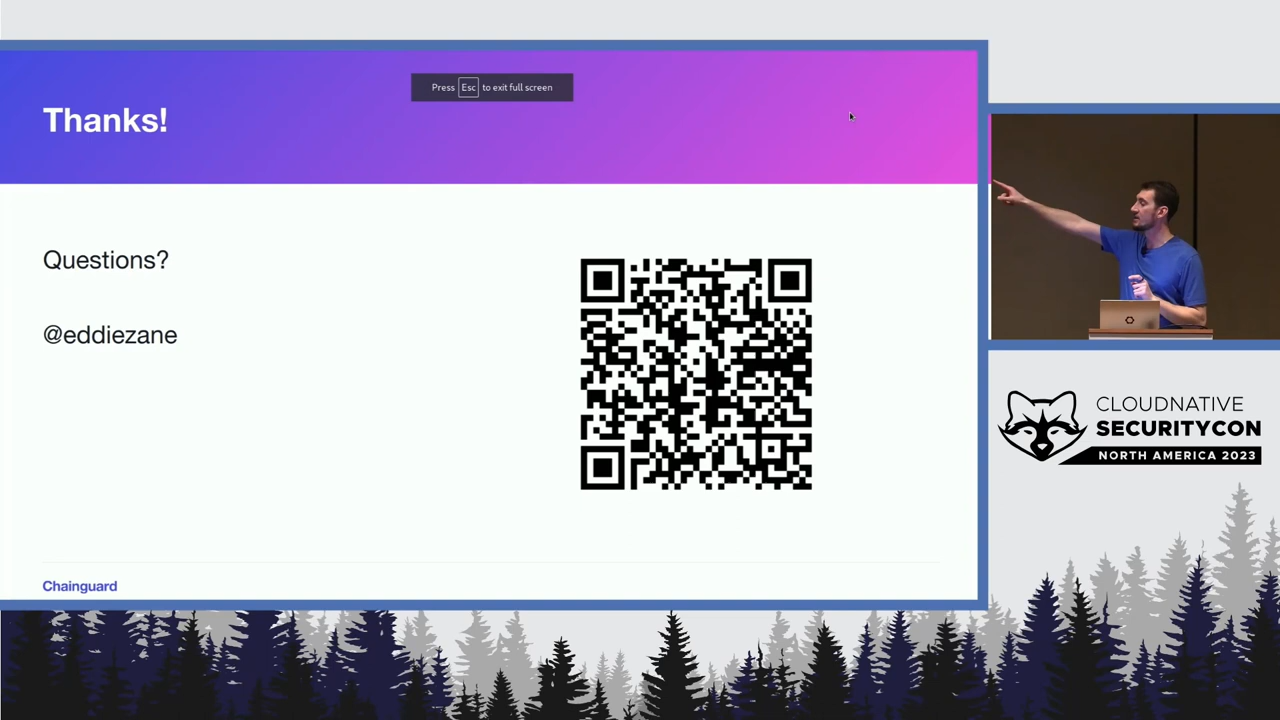 Thanks!
Press Esc to exit full screen
Questions?
@eddiezane
Chainguard
CLOUDNATIVE
SECURITYCON
NORTH AMERICA 2023